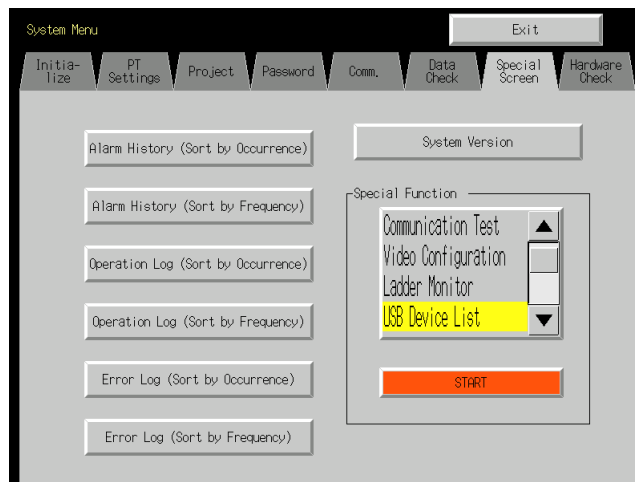 System Menu
Exit
Initia-
lize
PT
Settings
Project
Password
Comm.
Data
Check
Special
Screen
Hardware
Check
Alarm History (Sort by Occurrence)
Alarm History (Sort by Frequency)
Operation Log (Sort by Occurrence)
Operation Log (Sort by Frequency)
Error Log (Sort by Occurrence)
Error Log (Sort by Frequency)
System Version
Special Function
Communication Test
Video Configuration
Ladder Monitor
USB Device List
START